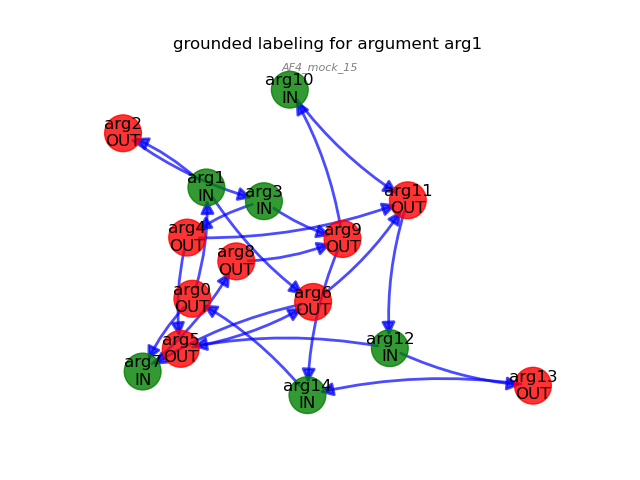 grounded labeling for argument arg1
AF4_mock_15
arg10
IN
arg2
OUT
arg1
IN
arg3
IN
arg11
OUT
arg4
OUT
arg9
OUT
arg8
OUT
arg0
OUT
arg6
OUT
arg5
OUT
arg12
IN
arg7
IN
arg14
IN
arg13
OUT